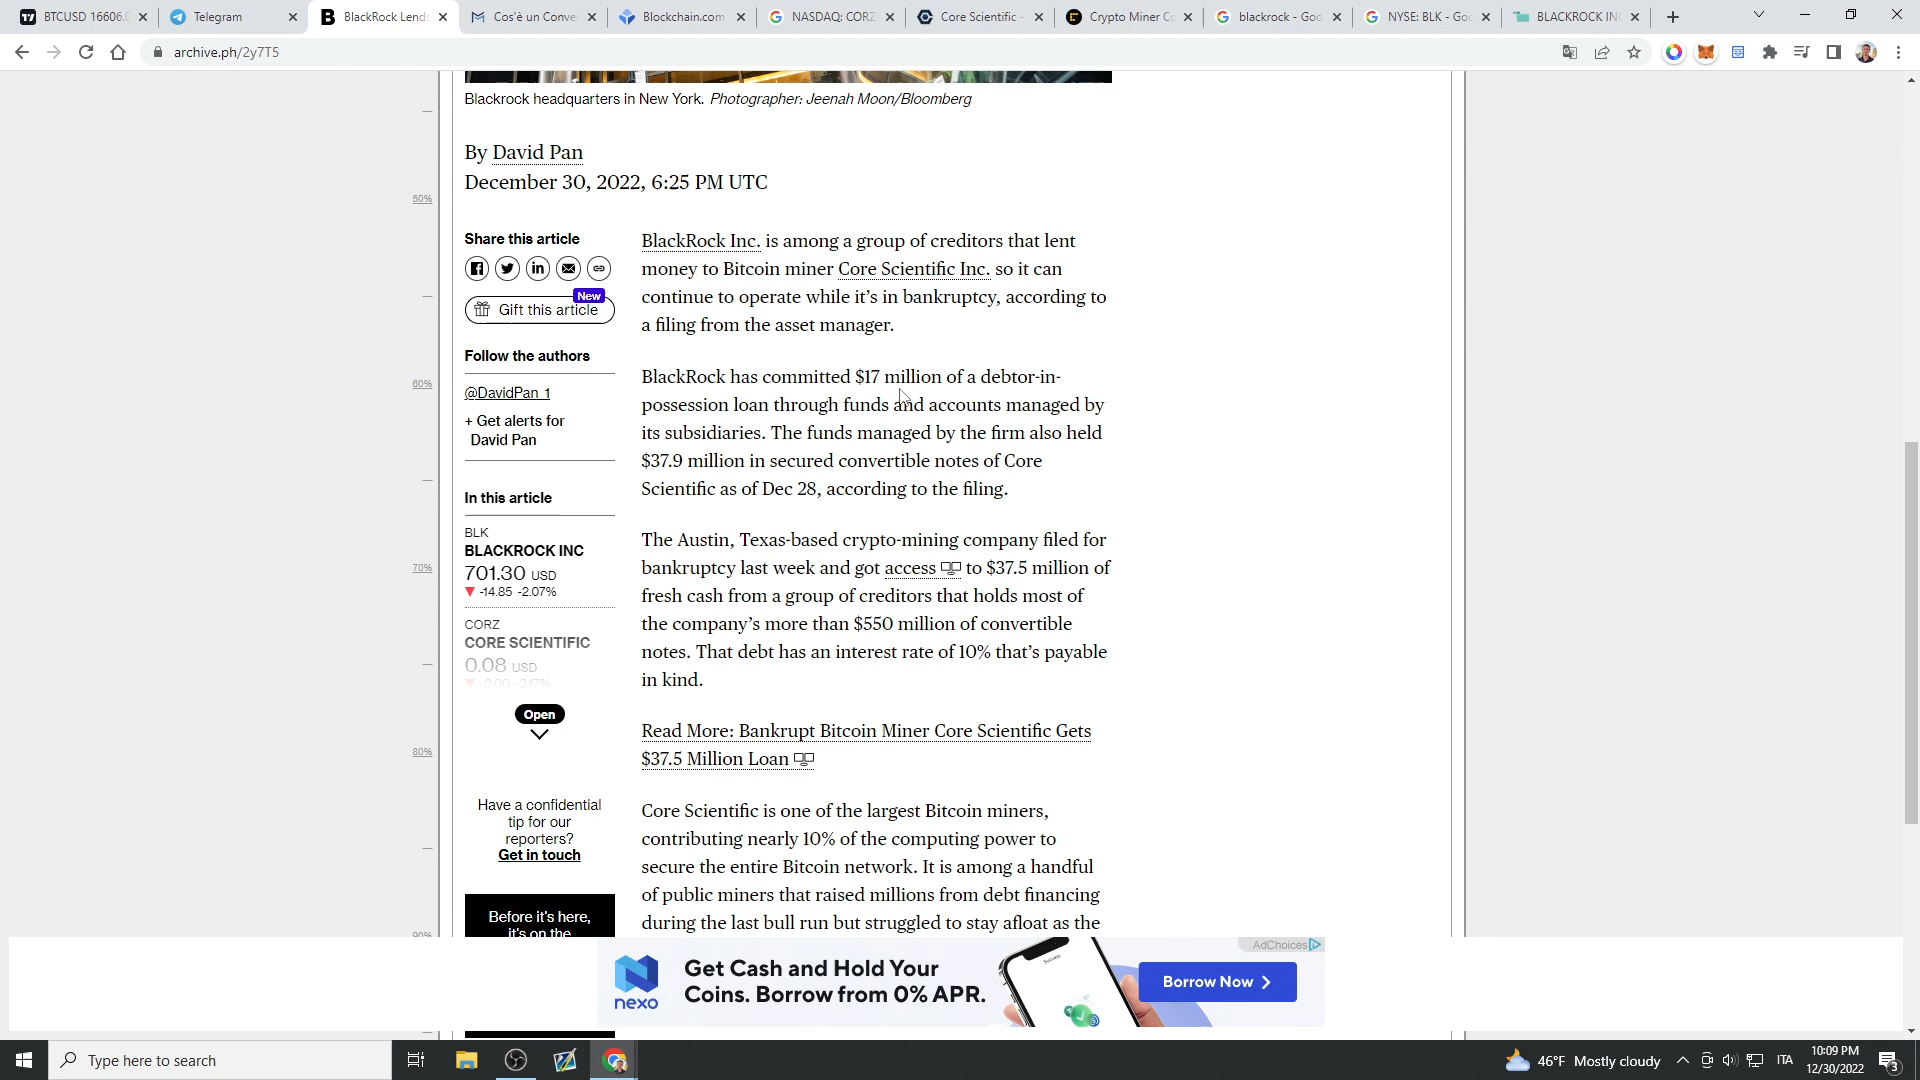 BTCUSD 16606.
Telegram
BlackRock Lends
Cos'è un Conve
Blockchain.com
NASDAQ: CORZ
Core Scientific -
Crypto Miner Co
blackrock - Goo
NYSE: BLK - Goo
BLACKROCK IN
archive.ph/2y7T5
Blackrock headquarters in New York. Photographer: Jeenah Moon/Bloomberg
By David Pan
December 30, 2022, 6:25 PM UTC
50%
60%
70%
80%
90%
Share this article
New
Gift this article
Follow the authors
@DavidPan_1
+ Get alerts for
David Pan
In this article
BLK
BLACKROCK INC
701.30 USD
▼ -14.85 -2.07%
CORZ
CORE SCIENTIFIC
0.08 USD
▼ -0.00 -3.17%
Open
Have a confidential
tip for our
reporters?
Get in touch
Before it's here,
it's on the
BlackRock Inc. is among a group of creditors that lent
money to Bitcoin miner Core Scientific Inc. so it can
continue to operate while it's in bankruptcy, according to
a filing from the asset manager.
BlackRock has committed $17 million of a debtor-in-
possession loan through funds and accounts managed by
its subsidiaries. The funds managed by the firm also held
$37.9 million in secured convertible notes of Core
Scientific as of Dec 28, according to the filing.
The Austin, Texas-based crypto-mining company filed for
bankruptcy last week and got access to $37.5 million of
fresh cash from a group of creditors that holds most of
the company's more than $550 million of convertible
notes. That debt has an interest rate of 10% that's payable
in kind.
Read More: Bankrupt Bitcoin Miner Core Scientific Gets
$37.5 Million Loan
Core Scientific is one of the largest Bitcoin miners,
contributing nearly 10% of the computing power to
secure the entire Bitcoin network. It is among a handful
of public miners that raised millions from debt financing
during the last bull run but struggled to stay afloat as the
AdChoices
nexo
Get Cash and Hold Your
Coins. Borrow from 0% APR.
Success
Borrow Now
Type here to search
46°F Mostly cloudy
ITA
10:09 PM
12/30/2022
3